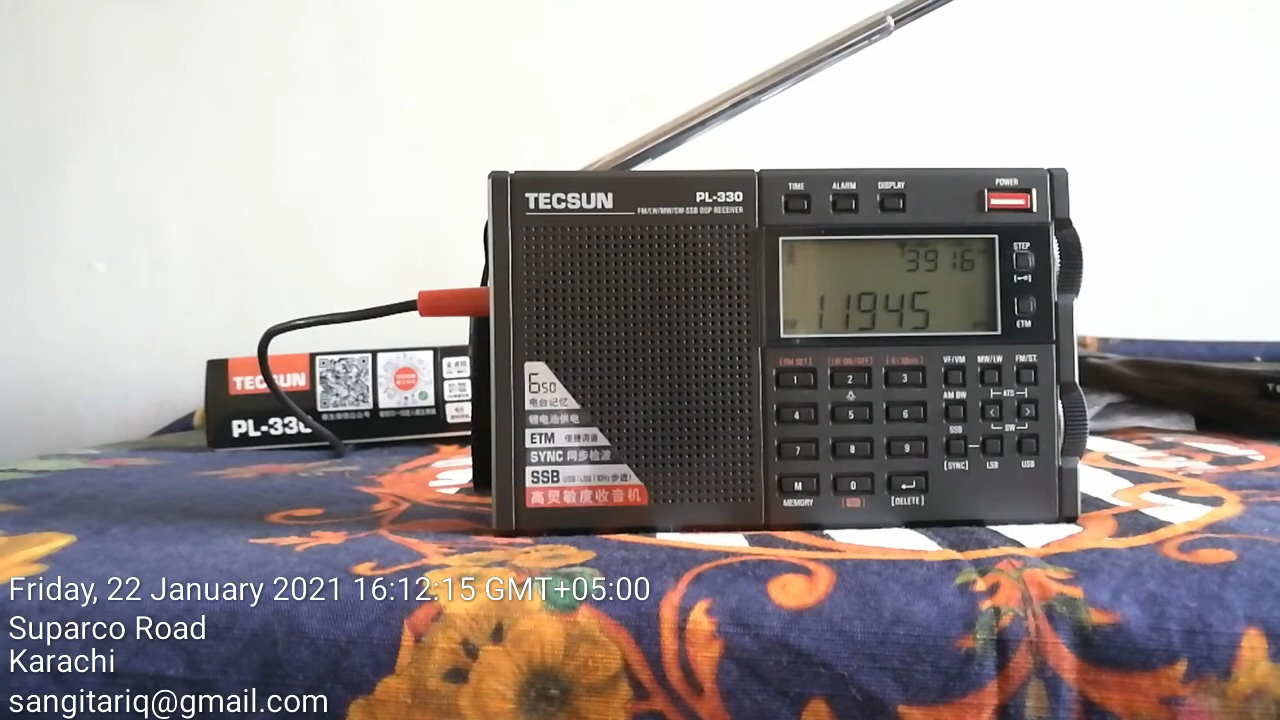 TECSUN
PL-330
FM/LW/MW/SW-SSB DSP RECEIVER
TIME ALARM DISPLAY
POWER
3916
11945
STEP
ETM
1 2 3
4 5 6
7 8 9
M 0
MEMORY
[DELETE]
VF/VM MW/LW FM/ST.
AM BW
ATS
< >
SSB
SW
[SYNC] LSB USB
650
电台记忆
锂电池供电
ETM 便捷调谐
SYNC 同步检波
SSB
高灵敏度收音机
TECSUN
PL-330
Friday, 22 January 2021 16:12:15 GMT+05:00
Suparco Road
Karachi
sangitariq@gmail.com